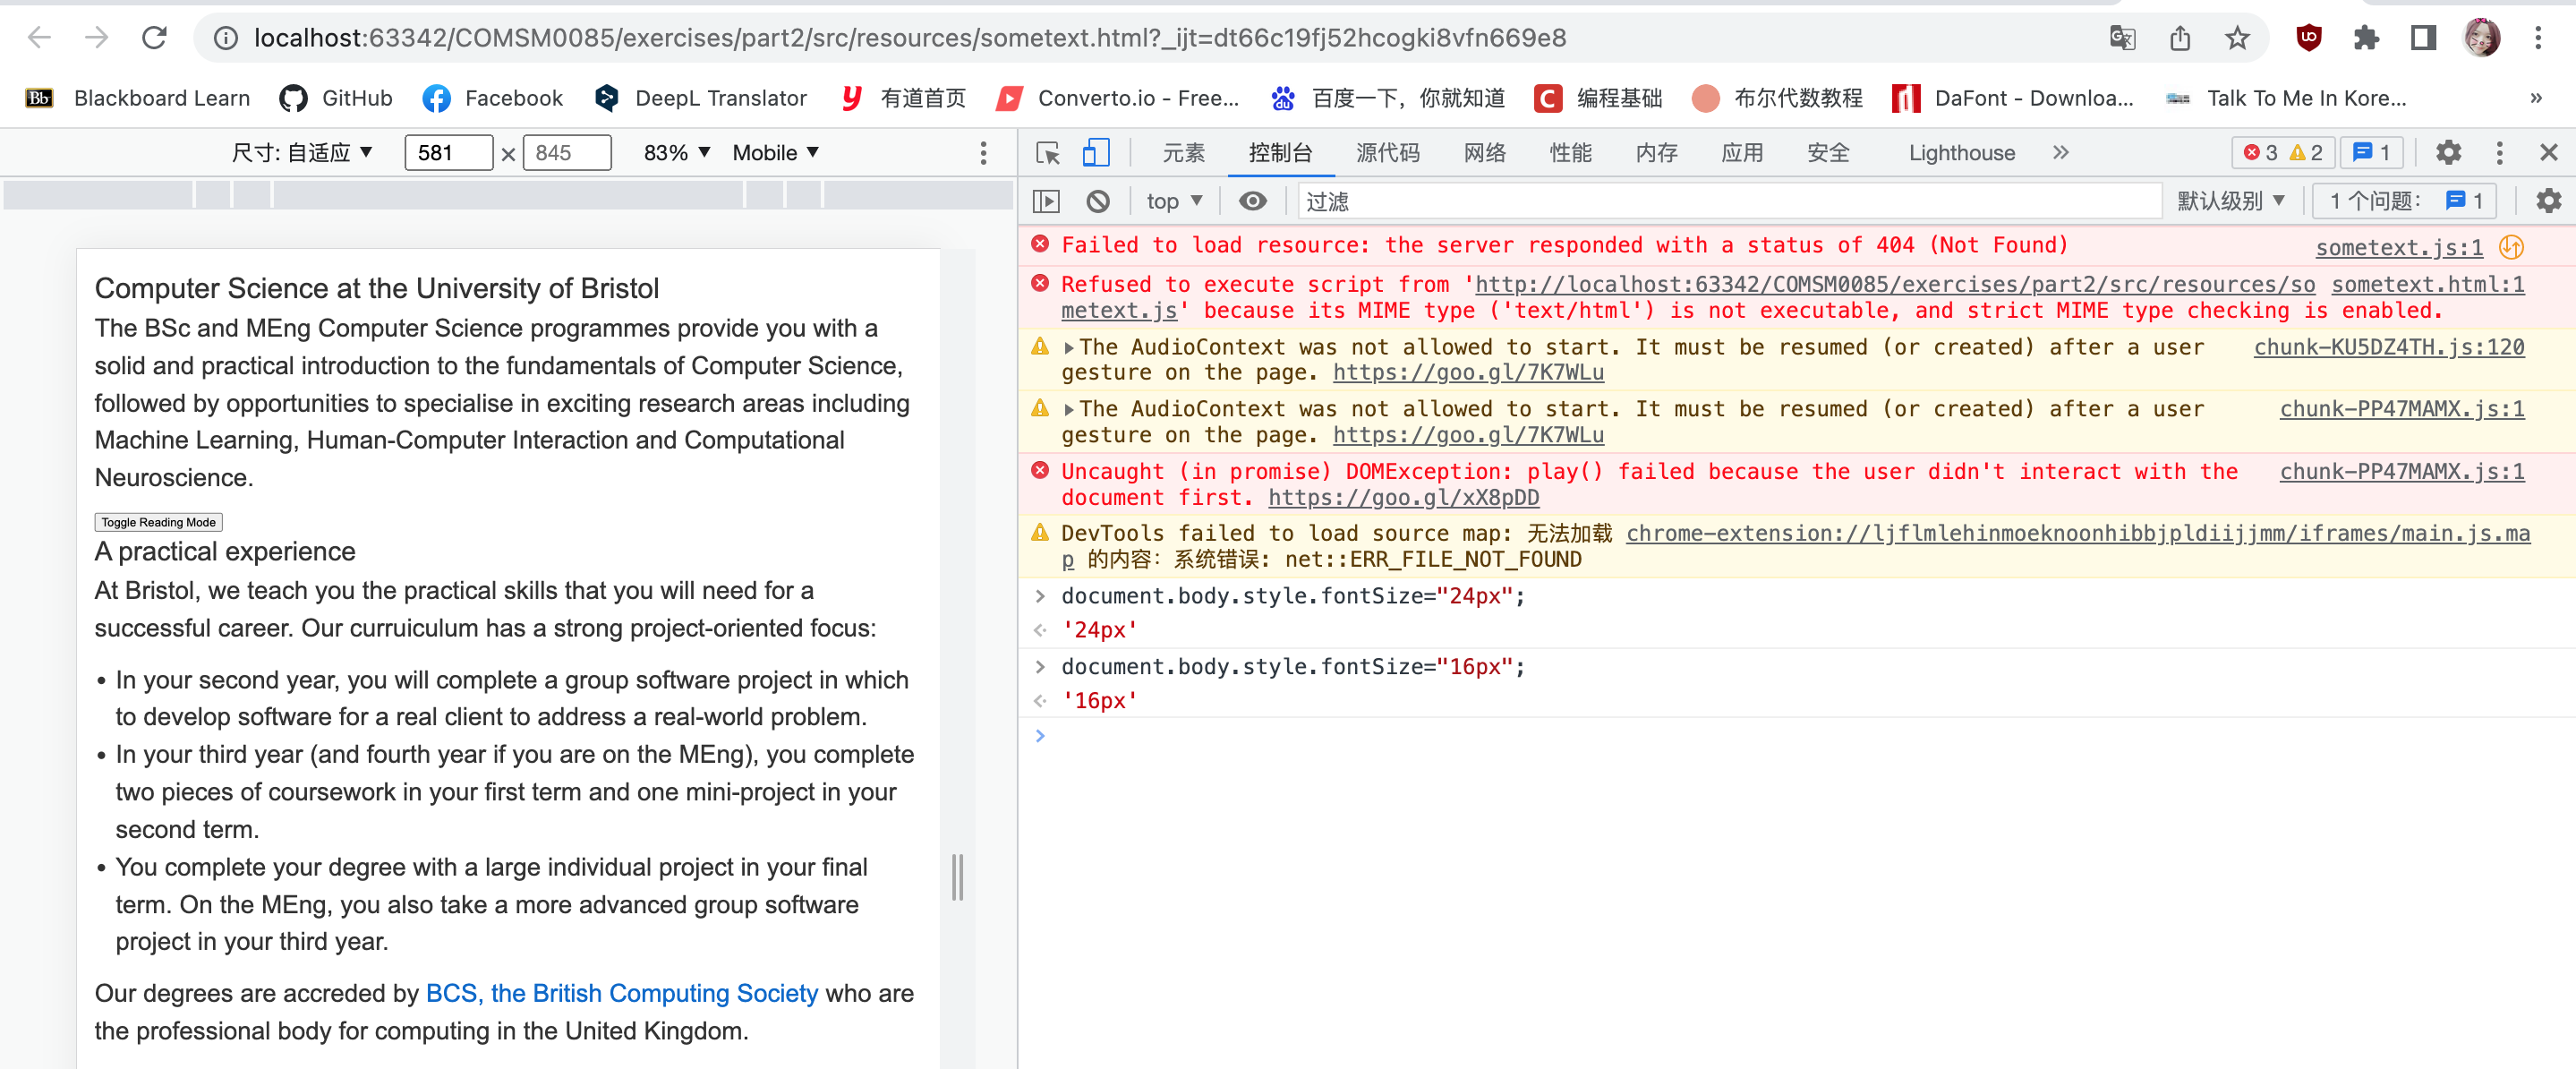 localhost:63342/COMSM0085/exercises/part2/src/resources/sometext.html?_ijt=dt66c19fj52hcogki8vfn669e8
Bb Blackboard Learn GitHub Facebook DeepL Translator 有道首页 Converto.io - Free... 百度一下，你就知道 C 编程基础 布尔代数教程 DaFont - Downloa... Talk To Me In Kore... »
尺寸: 自适应 ▼ 581 × 845 83% ▼ Mobile ▼
元素 控制台 源代码 网络 性能 内存 应用 安全 Lighthouse » 3 2 1
top ▼ 过滤 默认级别 ▼ 1 个问题： 1
Computer Science at the University of Bristol
The BSc and MEng Computer Science programmes provide you with a
solid and practical introduction to the fundamentals of Computer Science,
followed by opportunities to specialise in exciting research areas including
Machine Learning, Human-Computer Interaction and Computational
Neuroscience.
Toggle Reading Mode
A practical experience
At Bristol, we teach you the practical skills that you will need for a
successful career. Our curruiculum has a strong project-oriented focus:
• In your second year, you will complete a group software project in which
to develop software for a real client to address a real-world problem.
• In your third year (and fourth year if you are on the MEng), you complete
two pieces of coursework in your first term and one mini-project in your
second term.
• You complete your degree with a large individual project in your final
term. On the MEng, you also take a more advanced group software
project in your third year.
Our degrees are accreded by BCS, the British Computing Society who are
the professional body for computing in the United Kingdom.
Failed to load resource: the server responded with a status of 404 (Not Found) sometext.js:1
Refused to execute script from 'http://localhost:63342/COMSM0085/exercises/part2/src/resources/so sometext.html:1
metext.js' because its MIME type ('text/html') is not executable, and strict MIME type checking is enabled.
The AudioContext was not allowed to start. It must be resumed (or created) after a user chunk-KU5DZ4TH.js:120
gesture on the page. https://goo.gl/7K7WLu
The AudioContext was not allowed to start. It must be resumed (or created) after a user chunk-PP47MAMX.js:1
gesture on the page. https://goo.gl/7K7WLu
Uncaught (in promise) DOMException: play() failed because the user didn't interact with the chunk-PP47MAMX.js:1
document first. https://goo.gl/xX8pDD
DevTools failed to load source map: 无法加载 chrome-extension://ljflmlehinmoeknoonhibbjpldiijjmm/iframes/main.js.ma
p 的内容：系统错误: net::ERR_FILE_NOT_FOUND
> document.body.style.fontSize="24px";
'24px'
> document.body.style.fontSize="16px";
'16px'
>